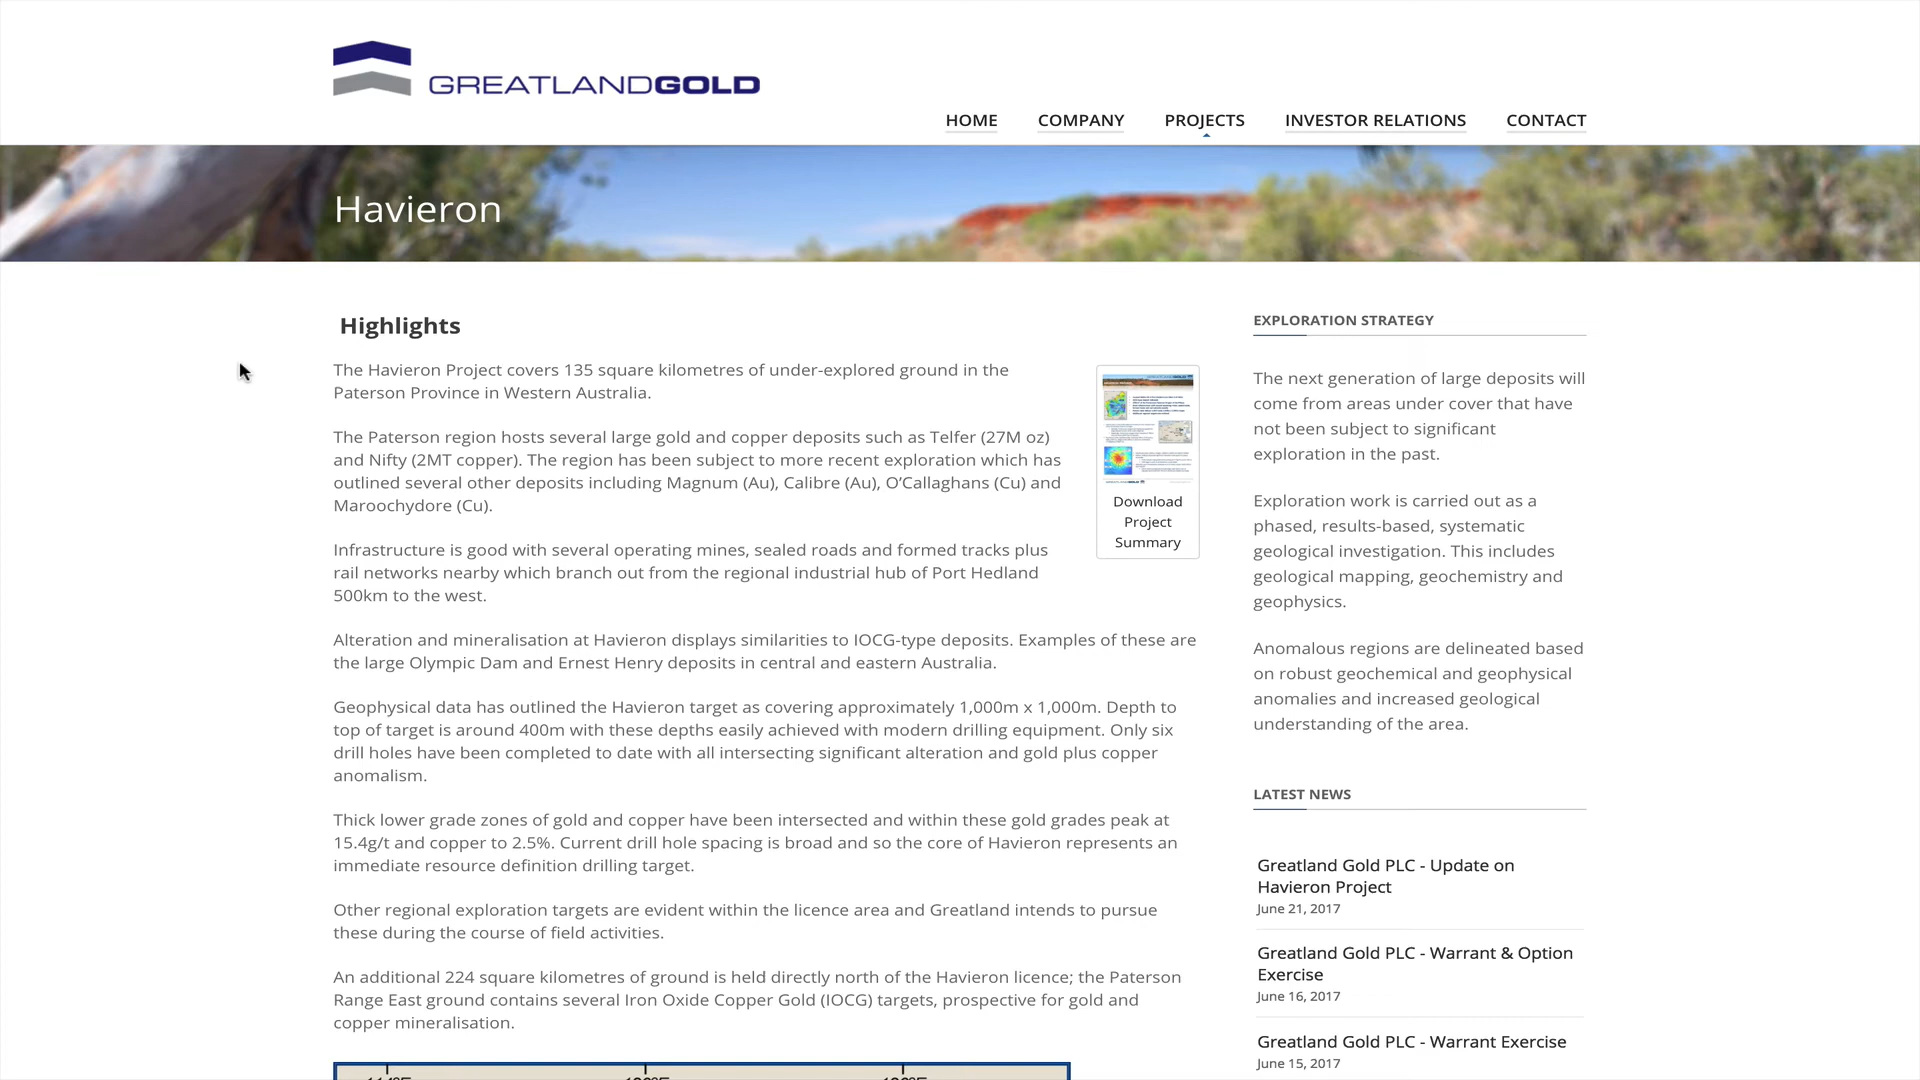 GREATLANDGOLD
HOME COMPANY PROJECTS INVESTOR RELATIONS CONTACT
Havieron
Highlights
The Havieron Project covers 135 square kilometres of under-explored ground in the
Paterson Province in Western Australia.
The Paterson region hosts several large gold and copper deposits such as Telfer (27M oz)
and Nifty (2MT copper). The region has been subject to more recent exploration which has
outlined several other deposits including Magnum (Au), Calibre (Au), O’Callaghans (Cu) and
Maroochydore (Cu).
Infrastructure is good with several operating mines, sealed roads and formed tracks plus
rail networks nearby which branch out from the regional industrial hub of Port Hedland
500km to the west.
Alteration and mineralisation at Havieron displays similarities to IOCG-type deposits. Examples of these are
the large Olympic Dam and Ernest Henry deposits in central and eastern Australia.
Geophysical data has outlined the Havieron target as covering approximately 1,000m x 1,000m. Depth to
top of target is around 400m with these depths easily achieved with modern drilling equipment. Only six
drill holes have been completed to date with all intersecting significant alteration and gold plus copper
anomalism.
Thick lower grade zones of gold and copper have been intersected and within these gold grades peak at
15.4g/t and copper to 2.5%. Current drill hole spacing is broad and so the core of Havieron represents an
immediate resource definition drilling target.
Other regional exploration targets are evident within the licence area and Greatland intends to pursue
these during the course of field activities.
An additional 224 square kilometres of ground is held directly north of the Havieron licence; the Paterson
Range East ground contains several Iron Oxide Copper Gold (IOCG) targets, prospective for gold and
copper mineralisation.
Download
Project
Summary
EXPLORATION STRATEGY
The next generation of large deposits will
come from areas under cover that have
not been subject to significant
exploration in the past.
Exploration work is carried out as a
phased, results-based, systematic
geological investigation. This includes
geological mapping, geochemistry and
geophysics.
Anomalous regions are delineated based
on robust geochemical and geophysical
anomalies and increased geological
understanding of the area.
LATEST NEWS
Greatland Gold PLC - Update on
Havieron Project
June 21, 2017
Greatland Gold PLC - Warrant & Option
Exercise
June 16, 2017
Greatland Gold PLC - Warrant Exercise
June 15, 2017